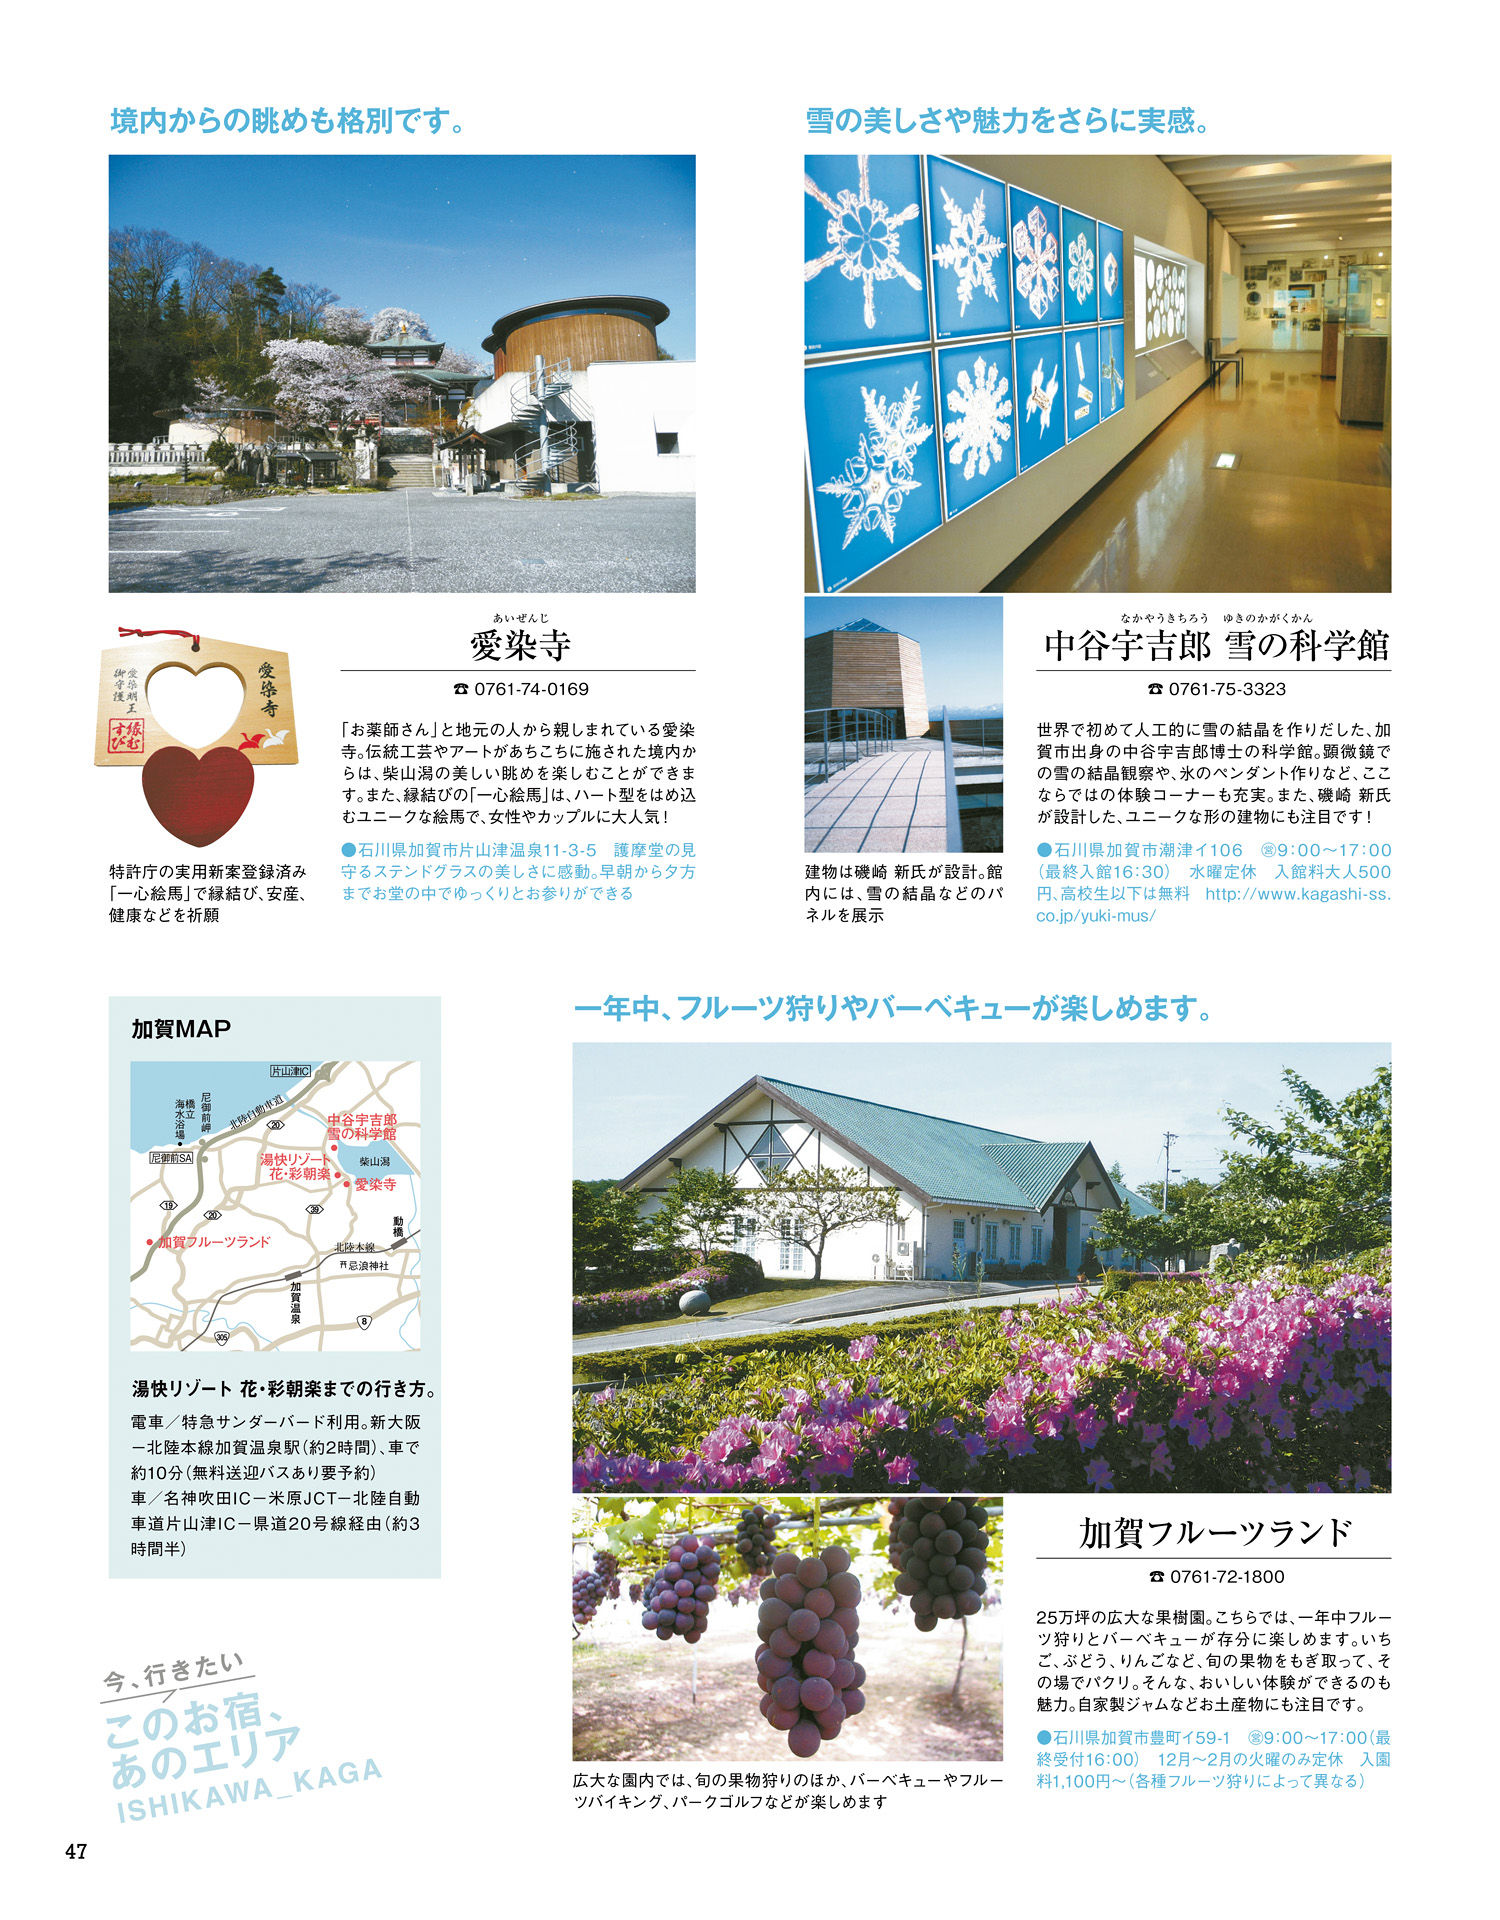 境内からの眺めも格別です。
愛染寺
愛染明王
御守護
縁むすび
特許庁の実用新案登録済み
「一心絵馬」で縁結び、安産、
健康などを祈願
あいぜんじ
愛染寺
☎ 0761-74-0169
「お薬師さん」と地元の人から親しまれている愛染
寺。伝統工芸やアートがあちこちに施された境内か
らは、柴山潟の美しい眺めを楽しむことができま
す。また、縁結びの「一心絵馬」は、ハート型をはめ込
むユニークな絵馬で、女性やカップルに大人気！
●石川県加賀市片山津温泉11-3-5　護摩堂の見
守るステンドグラスの美しさに感動。早朝から夕方
までお堂の中でゆっくりとお参りができる
雪の美しさや魅力をさらに実感。
建物は磯崎 新氏が設計。館
内には、雪の結晶などのパ
ネルを展示
なかやうきちろう　ゆきのかがくかん
中谷宇吉郎 雪の科学館
☎ 0761-75-3323
世界で初めて人工的に雪の結晶を作りだした、加
賀市出身の中谷宇吉郎博士の科学館。顕微鏡で
の雪の結晶観察や、氷のペンダント作りなど、ここ
ならではの体験コーナーも充実。また、磯崎 新氏
が設計した、ユニークな形の建物にも注目です！
●石川県加賀市潮津イ106　㊡9：00〜17：00
（最終入館16：30）　水曜定休　入館料大人500
円、高校生以下は無料　http://www.kagashi-ss.
co.jp/yuki-mus/
加賀MAP
片山津IC
尼御前岬
橋立
海水浴場
北陸自動車道
20
中谷宇吉郎
雪の科学館
尼御前SA
湯快リゾート
花・彩朝楽
柴山潟
愛染寺
19
20
39
動橋
加賀フルーツランド
北陸本線
忌浪神社
加賀温泉
8
305
湯快リゾート 花・彩朝楽までの行き方。
電車／特急サンダーバード利用。新大阪
－北陸本線加賀温泉駅（約2時間）、車で
約10分（無料送迎バスあり要予約）
車／名神吹田IC－米原JCT－北陸自動
車道片山津IC－県道20号線経由（約3
時間半）
一年中、フルーツ狩りやバーベキューが楽しめます。
広大な園内では、旬の果物狩りのほか、バーベキューやフルー
ツバイキング、パークゴルフなどが楽しめます
加賀フルーツランド
☎ 0761-72-1800
25万坪の広大な果樹園。こちらでは、一年中フルー
ツ狩りとバーベキューが存分に楽しめます。いち
ご、ぶどう、りんごなど、旬の果物をもぎ取って、そ
の場でパクリ。そんな、おいしい体験ができるのも
魅力。自家製ジャムなどお土産物にも注目です。
●石川県加賀市豊町イ59-1　㊡9：00〜17：00（最
終受付16：00）　12月〜2月の火曜のみ定休　入園
料1,100円〜（各種フルーツ狩りによって異なる）
今、行きたい
このお宿、
あのエリア
ISHIKAWA_KAGA
47